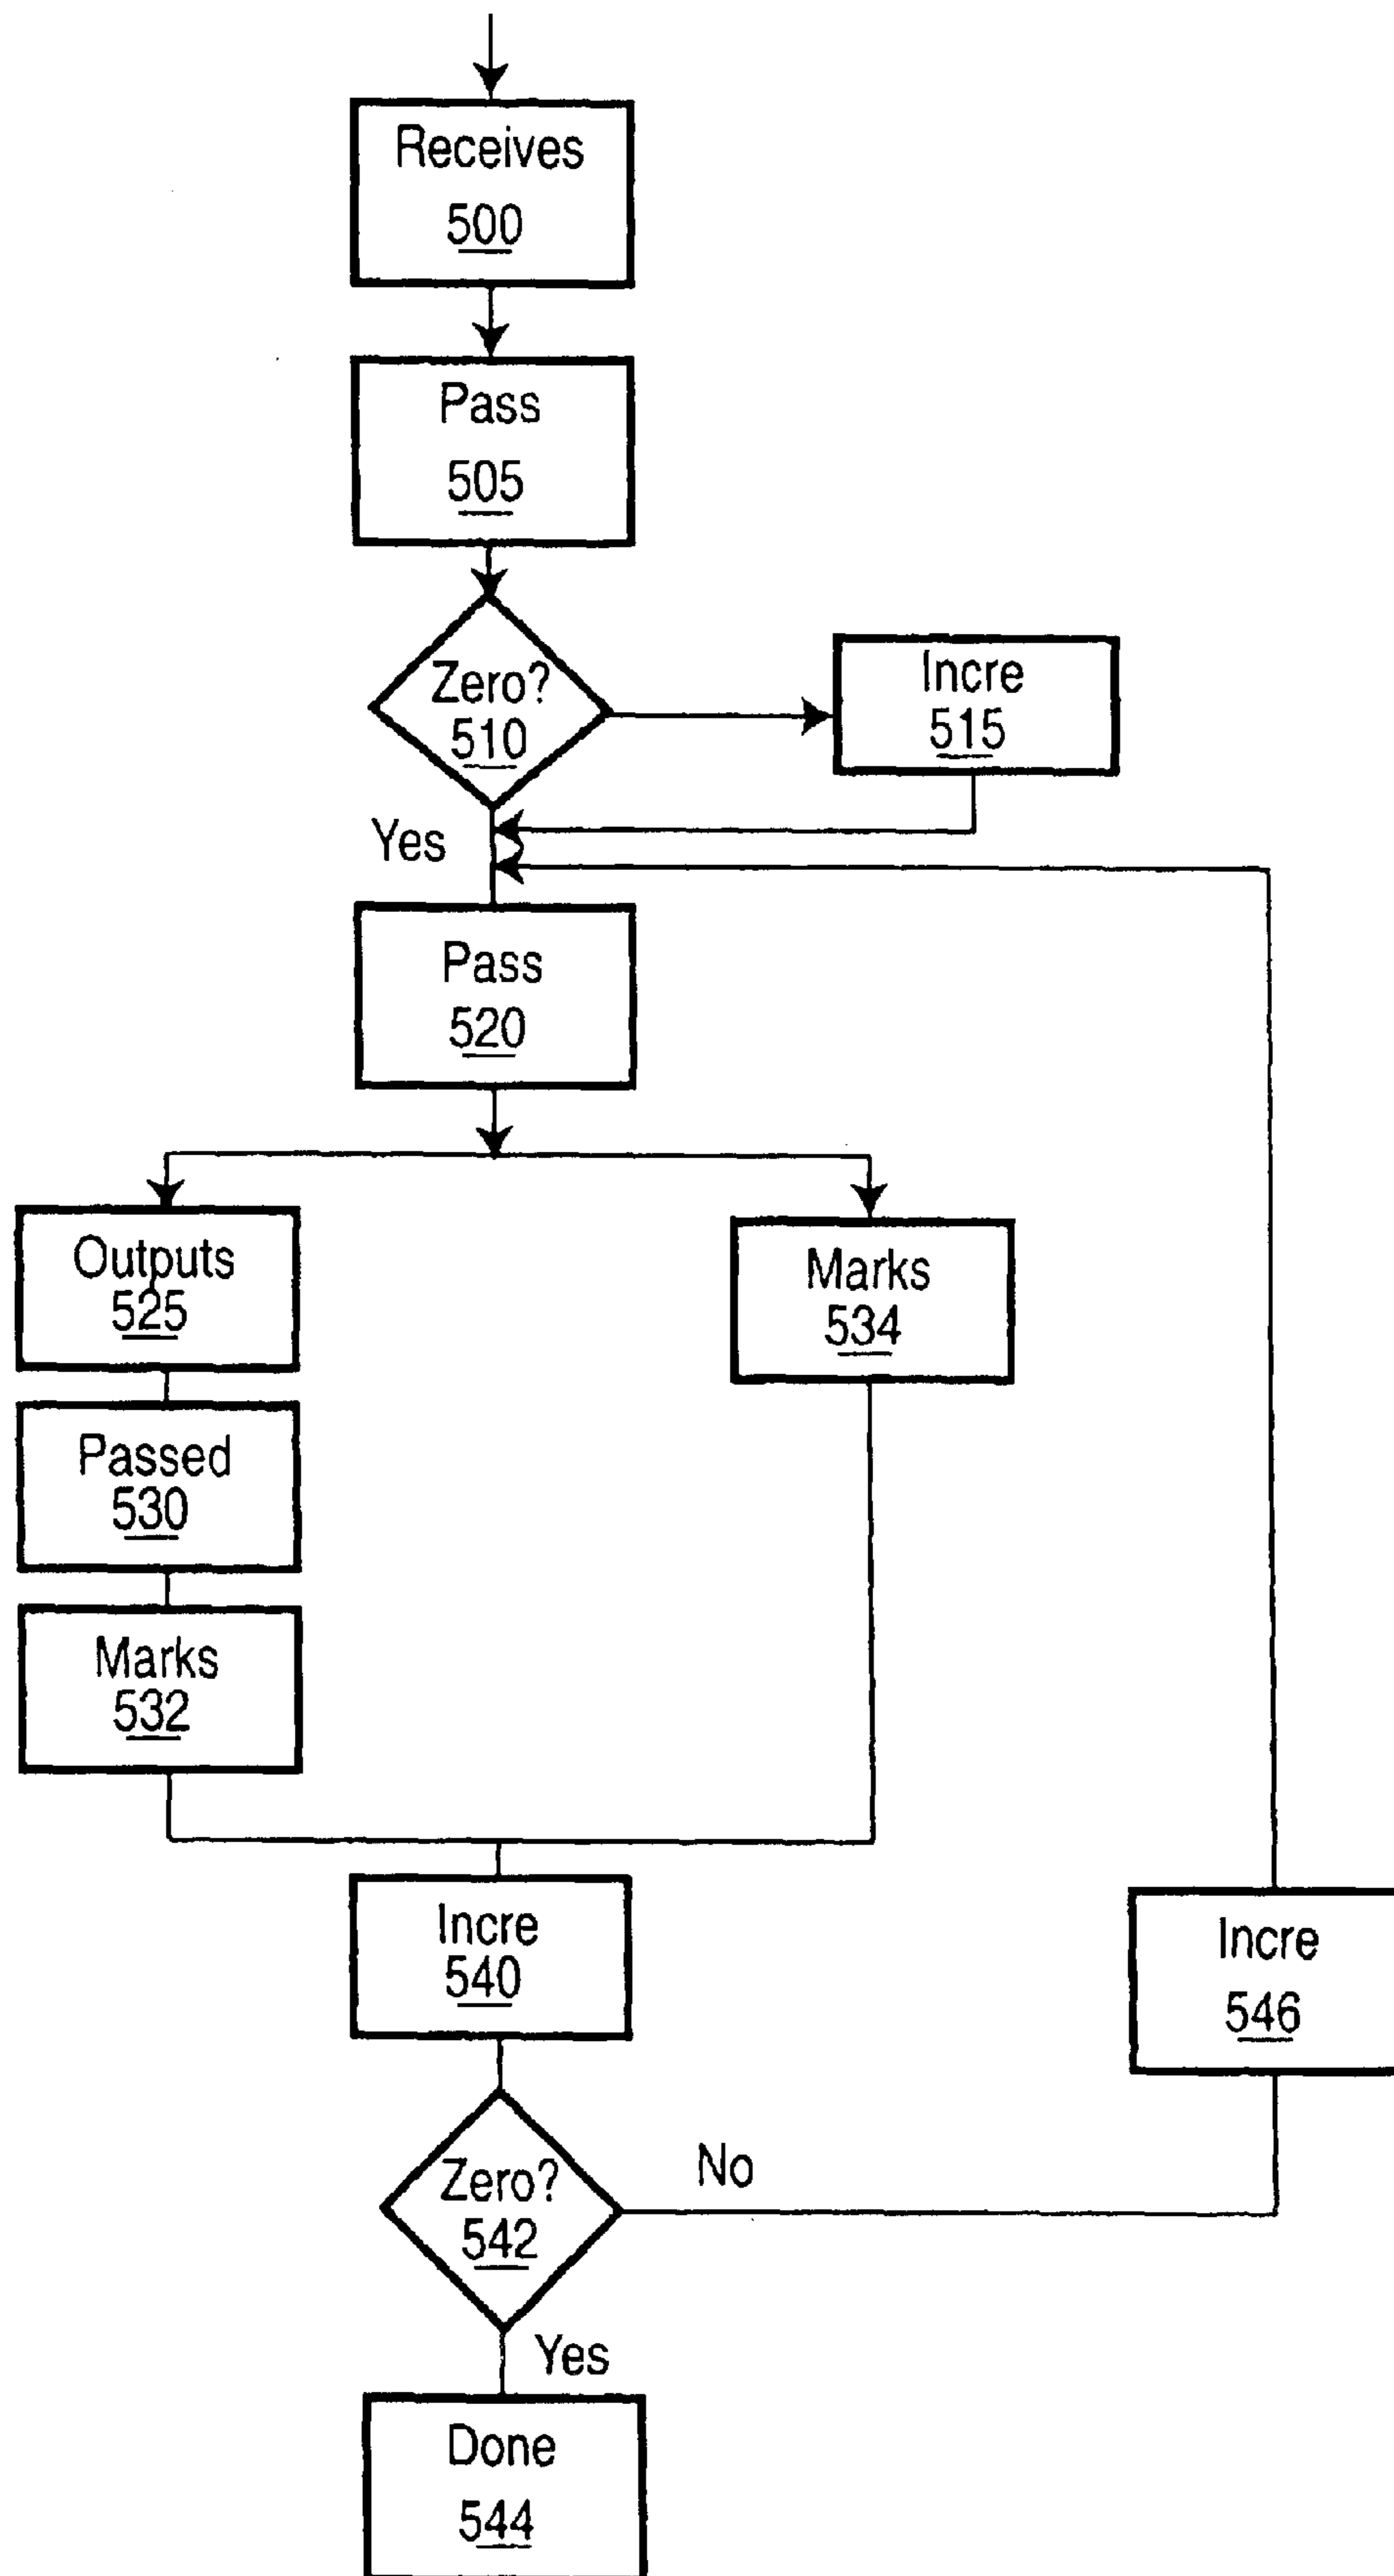 Receives
500
Pass
505
Zero?
510
Incre
515
Yes
Pass
520
Outputs
525
Marks
534
Passed
530
Marks
532
Incre
540
Incre
546
Zero?
542
No
Yes
Done
544